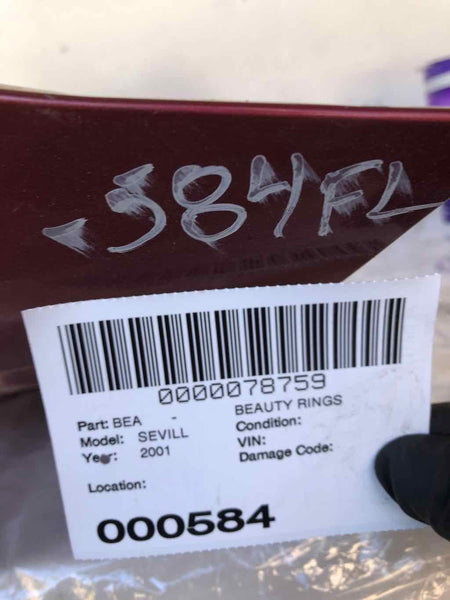 584FL
0000078759
Part: BEA - BEAUTY RINGS
Model: SEVILL Condition:
Year: 2001 VIN:
Damage Code:
Location:
000584